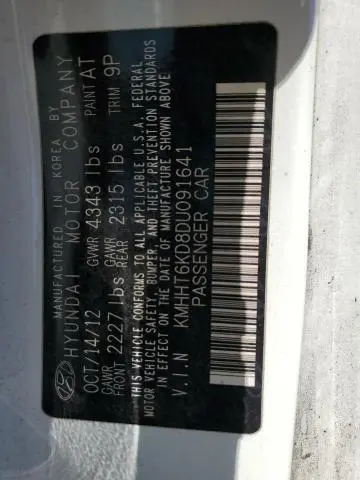 MANUFACTURED IN KOREA BY
HYUNDAI MOTOR COMPANY
OCT/14/12 GVWR 4343 lbs PAINT AT
GAWR FRONT 2227 lbs GAWR REAR 2315 lbs TRIM 9P
THIS VEHICLE CONFORMS TO ALL APPLICABLE U.S.A. FEDERAL
MOTOR VEHICLE SAFETY, BUMPER, AND THEFT PREVENTION STANDARDS
IN EFFECT ON THE DATE OF MANUFACTURE SHOWN ABOVE
V.I.N KMHHT6KD8DU091641
PASSENGER CAR